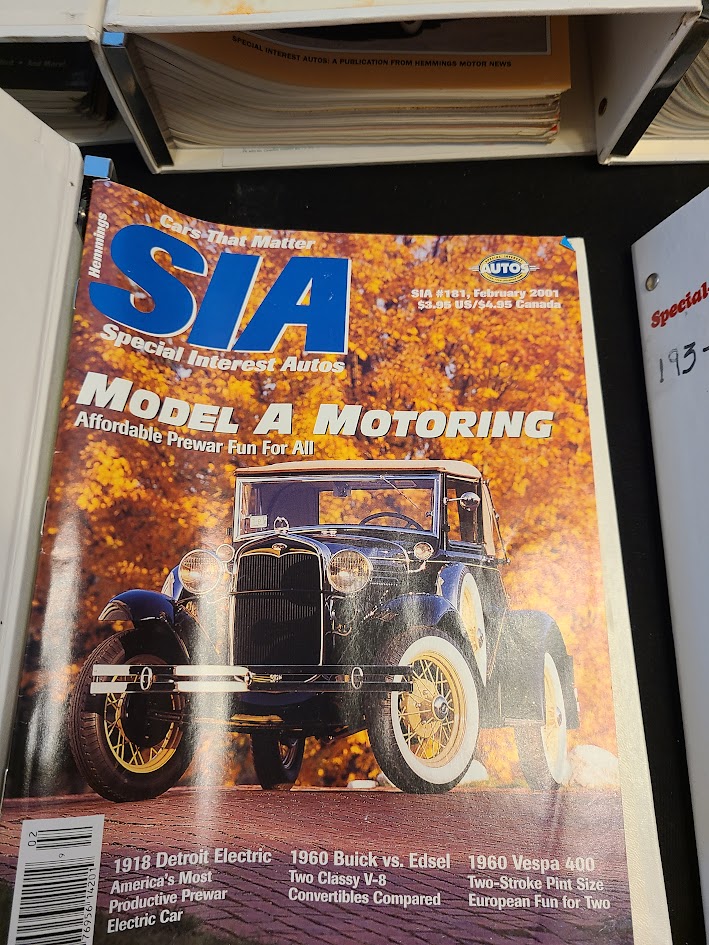 And More!
SPECIAL INTEREST AUTOS: A PUBLICATION FROM HEMMINGS MOTOR NEWS
Hemmings
Cars That Matter
SIA
Special Interest Autos
AUTOS
SIA #181, February 2001
$3.95 US/$4.95 Canada
MODEL A MOTORING
Affordable Prewar Fun For All
02
1918 Detroit Electric
America's Most
Productive Prewar
Electric Car
1960 Buick vs. Edsel
Two Classy V-8
Convertibles Compared
1960 Vespa 400
Two-Stroke Pint Size
European Fun for Two
Special
193-